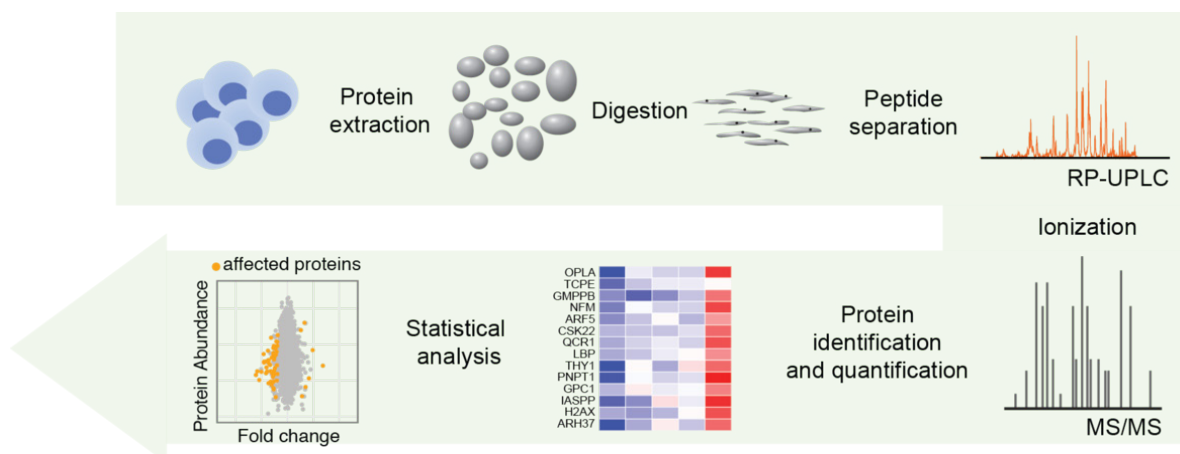 Protein
extraction
Digestion
Peptide
separation
RP-UPLC
Ionization
MS/MS
Protein
identification
and quantification
OPLA
TCPE
GMPPB
NFM
ARF5
CSK22
QCR1
LBP
THY1
PNPT1
GPC1
IASPP
H2AX
ARH37
Statistical
analysis
affected proteins
Protein Abundance
Fold change